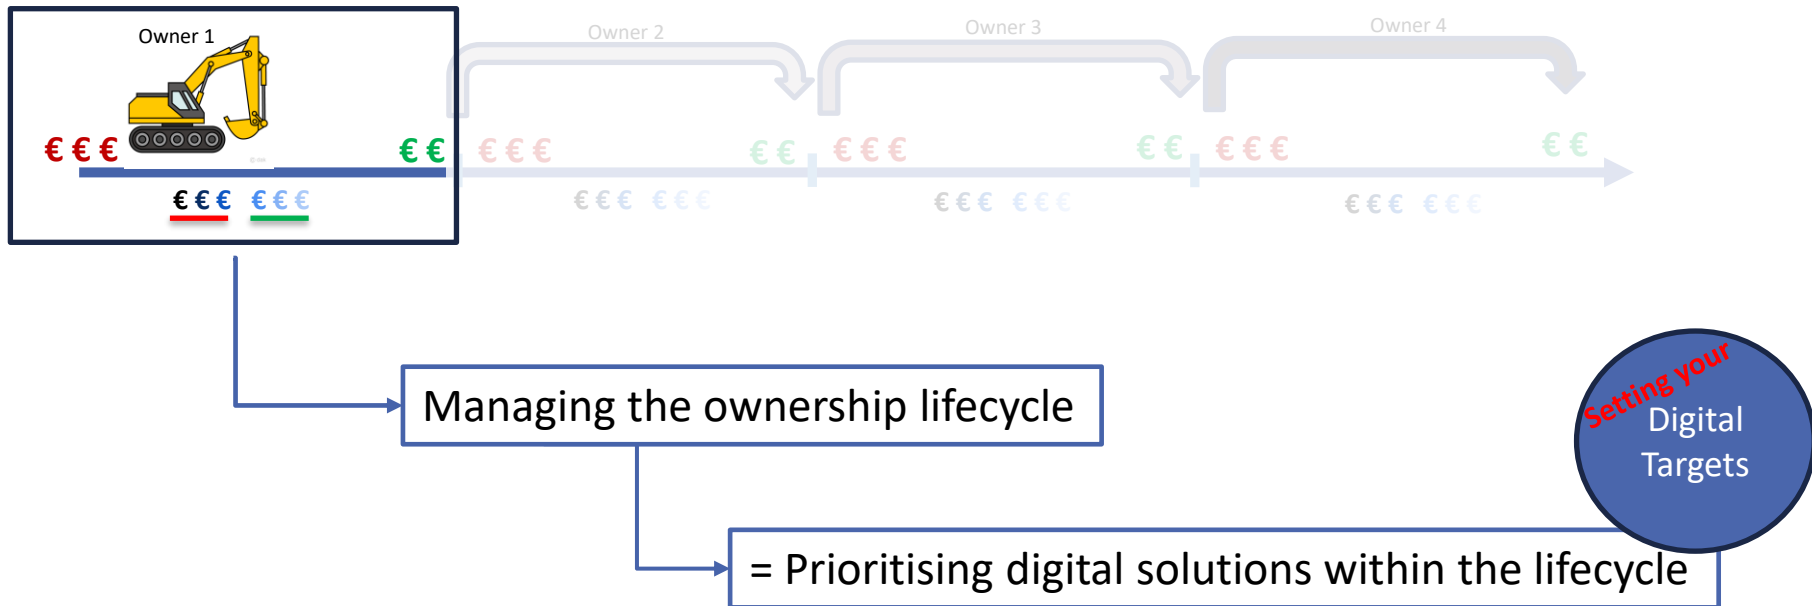 Owner 1
Owner 2
Owner 3
Owner 4
€ € €
€ €
€ € €
€ €
€ € €
€ €
€ € €
€ €
€ € € € € €
€ € € € € €
€ € € € € €
€ € € € € €
Managing the ownership lifecycle
Setting your
Digital
Targets
= Prioritising digital solutions within the lifecycle